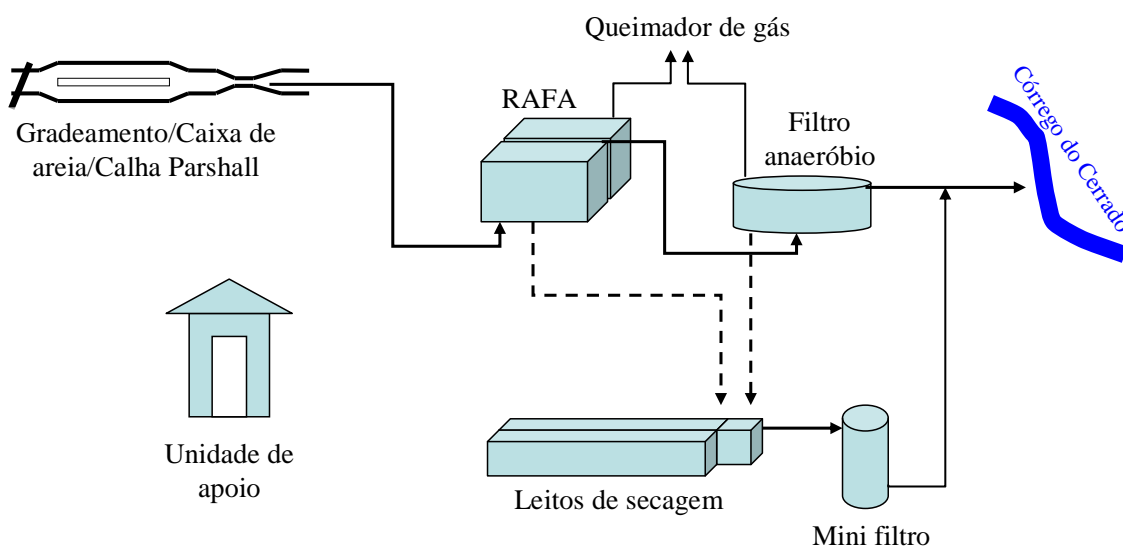 Queimador de gás
RAFA
Gradeamento/Caixa de
areia/Calha Parshall
Filtro
anaeróbio
Córrego do Cerrado
Unidade de
apoio
Leitos de secagem
Mini filtro